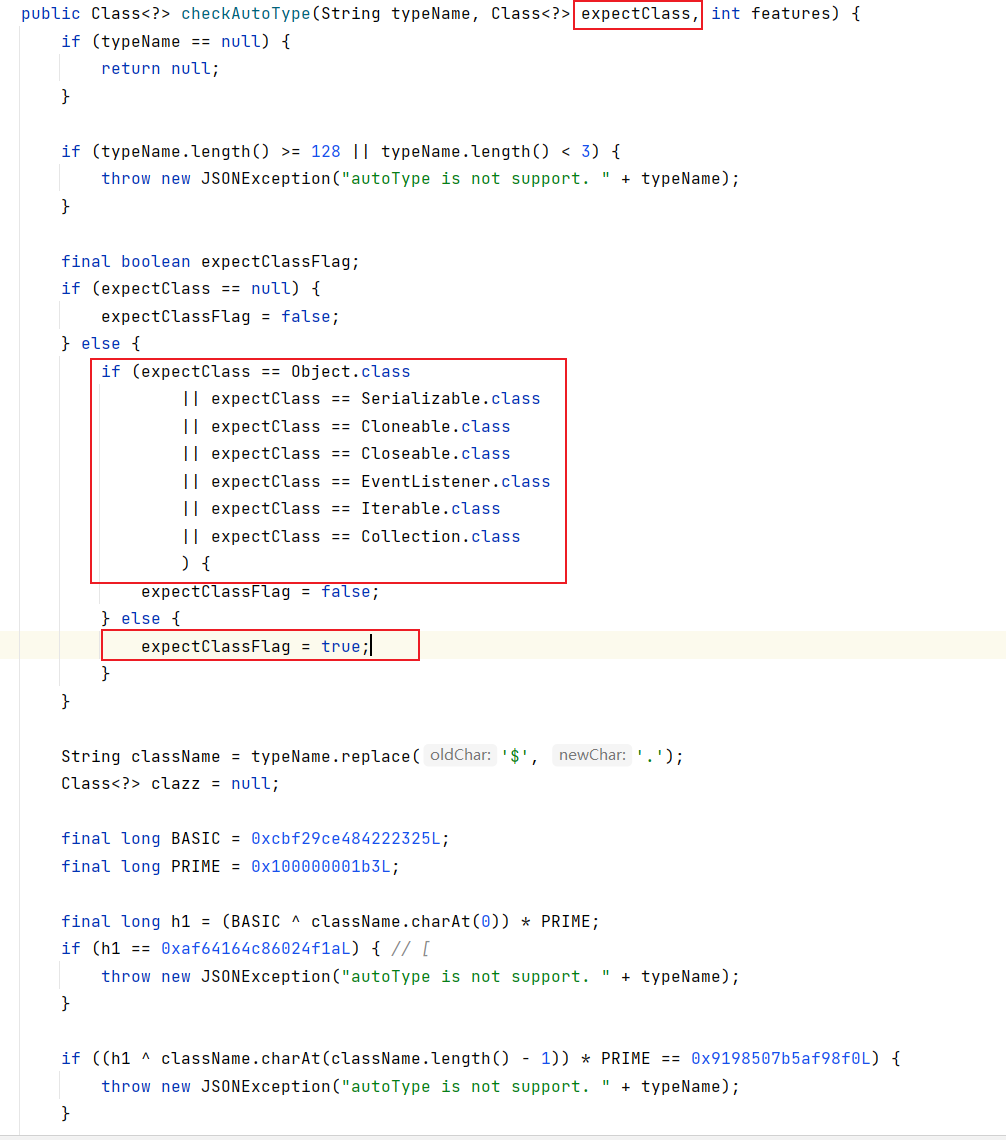 public Class<?> checkAutoType(String typeName, Class<?> expectClass, int features) {
    if (typeName == null) {
        return null;
    }

    if (typeName.length() >= 128 || typeName.length() < 3) {
        throw new JSONException("autoType is not support. " + typeName);
    }

    final boolean expectClassFlag;
    if (expectClass == null) {
        expectClassFlag = false;
    } else {
        if (expectClass == Object.class
                || expectClass == Serializable.class
                || expectClass == Cloneable.class
                || expectClass == Closeable.class
                || expectClass == EventListener.class
                || expectClass == Iterable.class
                || expectClass == Collection.class
                ) {
            expectClassFlag = false;
        } else {
            expectClassFlag = true;
        }
    }

    String className = typeName.replace( oldChar: '$', newChar: '.');
    Class<?> clazz = null;

    final long BASIC = 0xcbf29ce484222325L;
    final long PRIME = 0x100000001b3L;

    final long h1 = (BASIC ^ className.charAt(0)) * PRIME;
    if (h1 == 0xaf64164c86024f1aL) { // [
        throw new JSONException("autoType is not support. " + typeName);
    }

    if ((h1 ^ className.charAt(className.length() - 1)) * PRIME == 0x9198507b5af98f0L) {
        throw new JSONException("autoType is not support. " + typeName);
    }